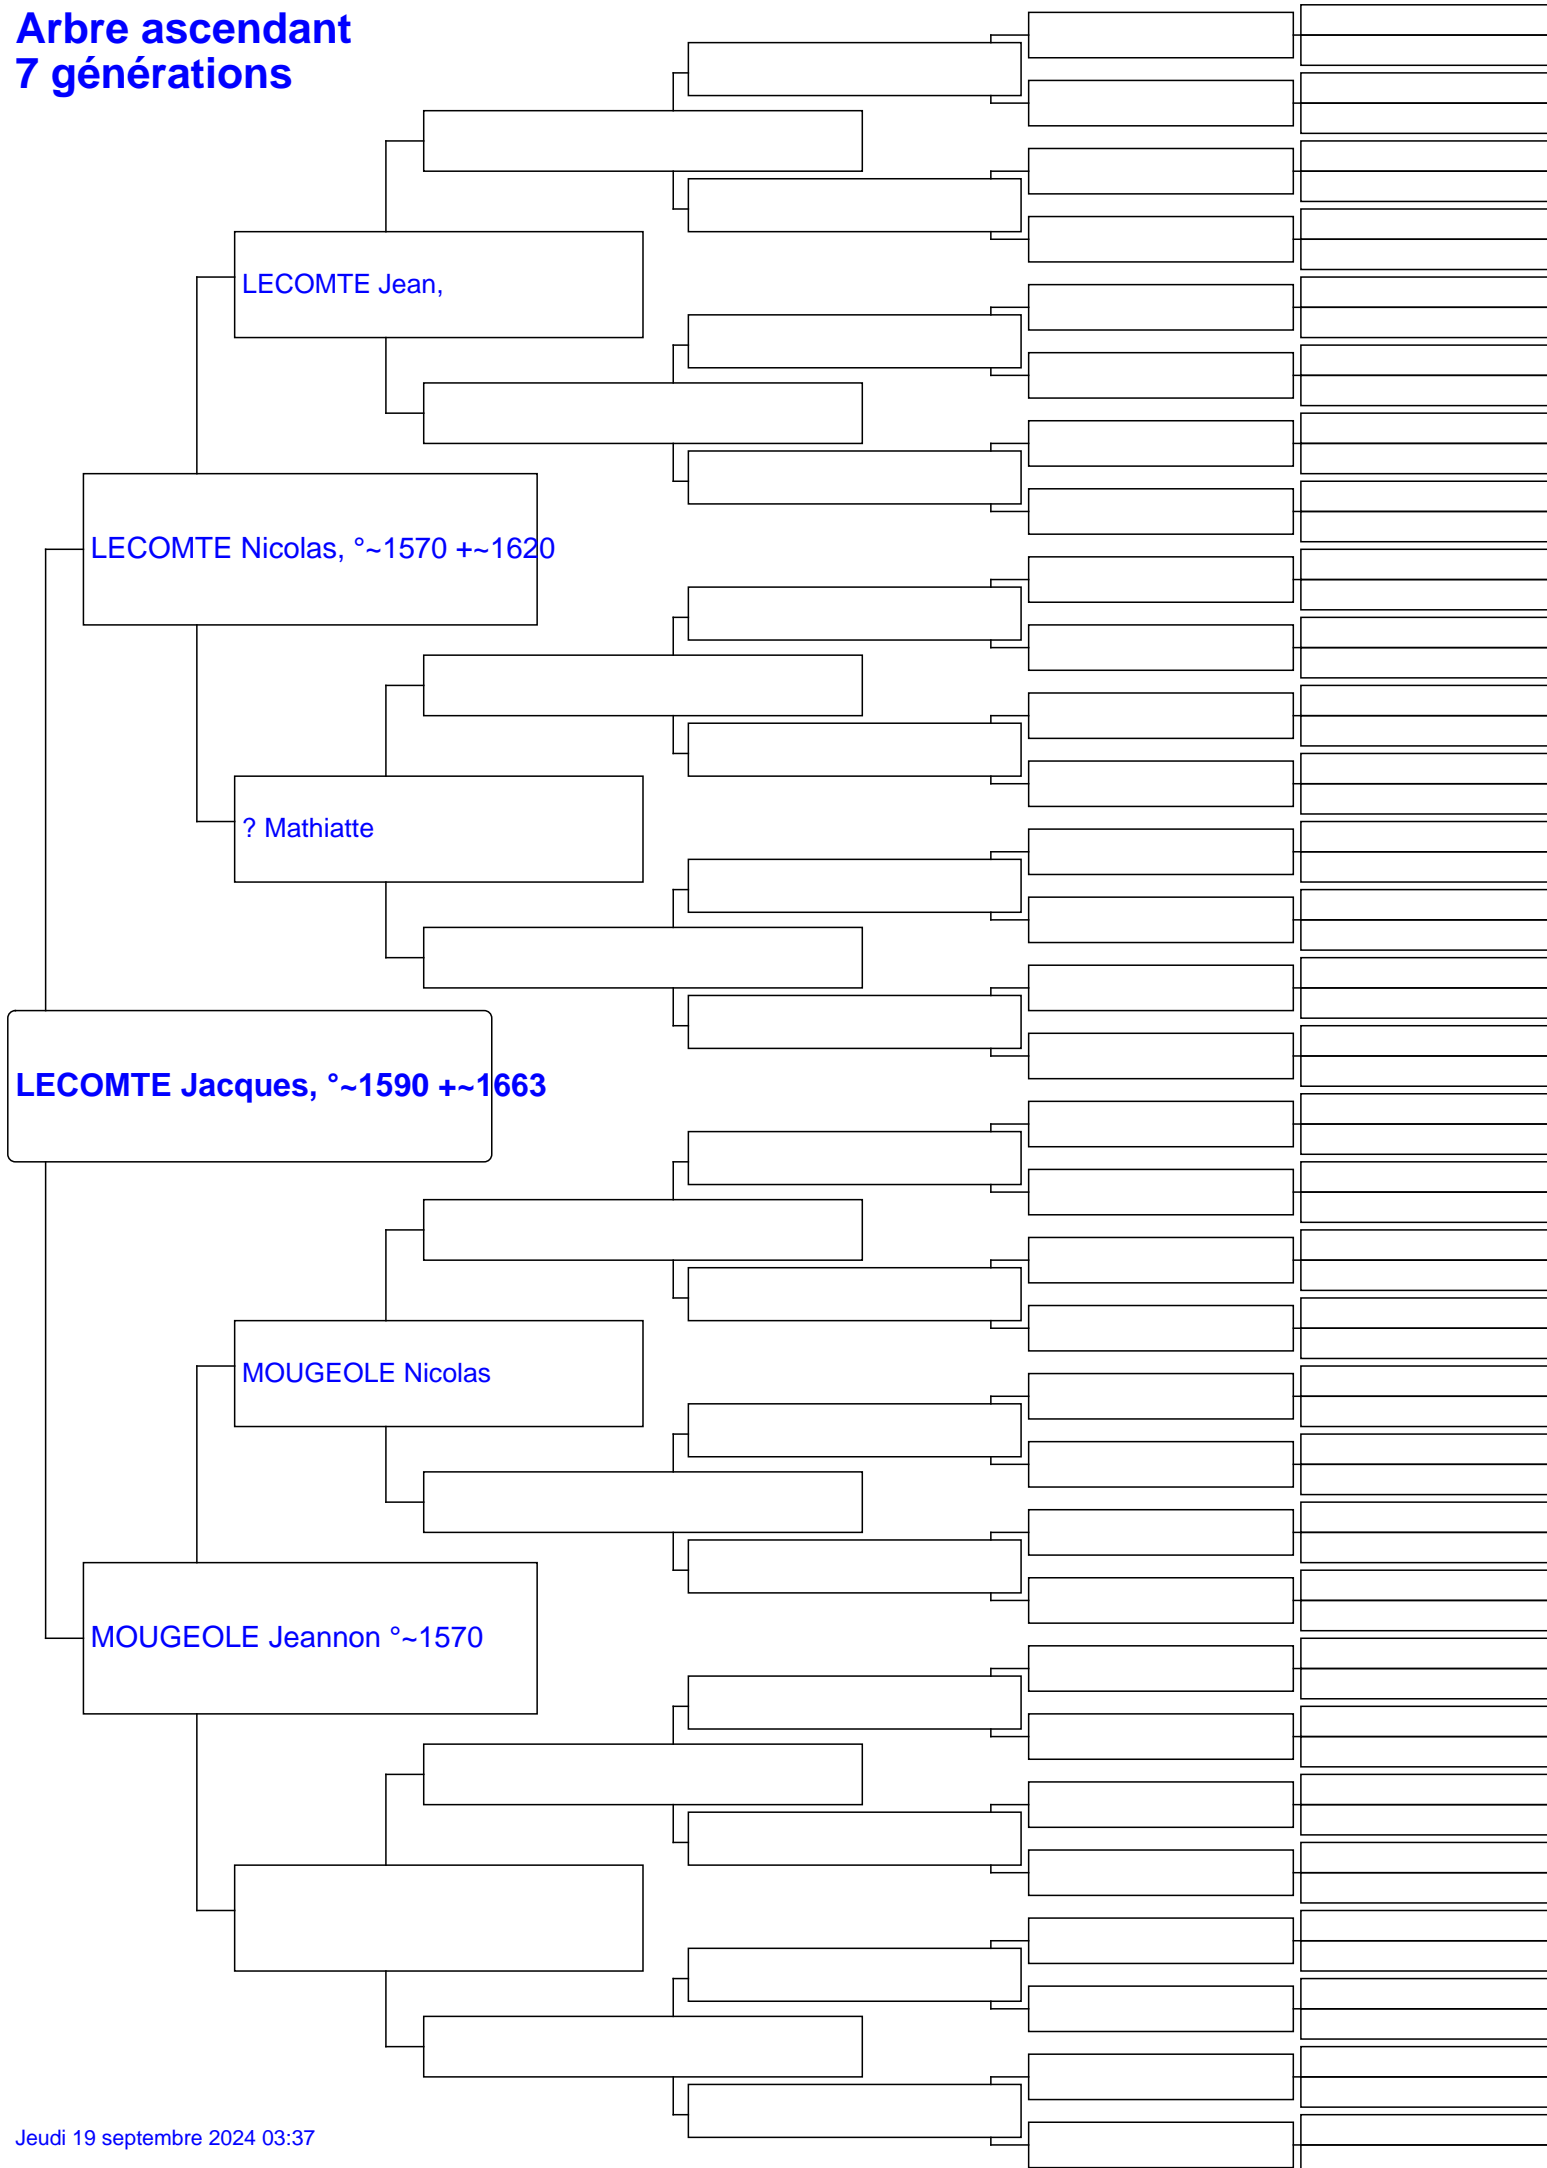 Arbre ascendant
7 générations
LECOMTE Jean,
LECOMTE Nicolas, °~1570 +~1620
? Mathiatte
LECOMTE Jacques, °~1590 +~1663
MOUGEOLE Nicolas
MOUGEOLE Jeannon °~1570
Jeudi 19 septembre 2024 03:37